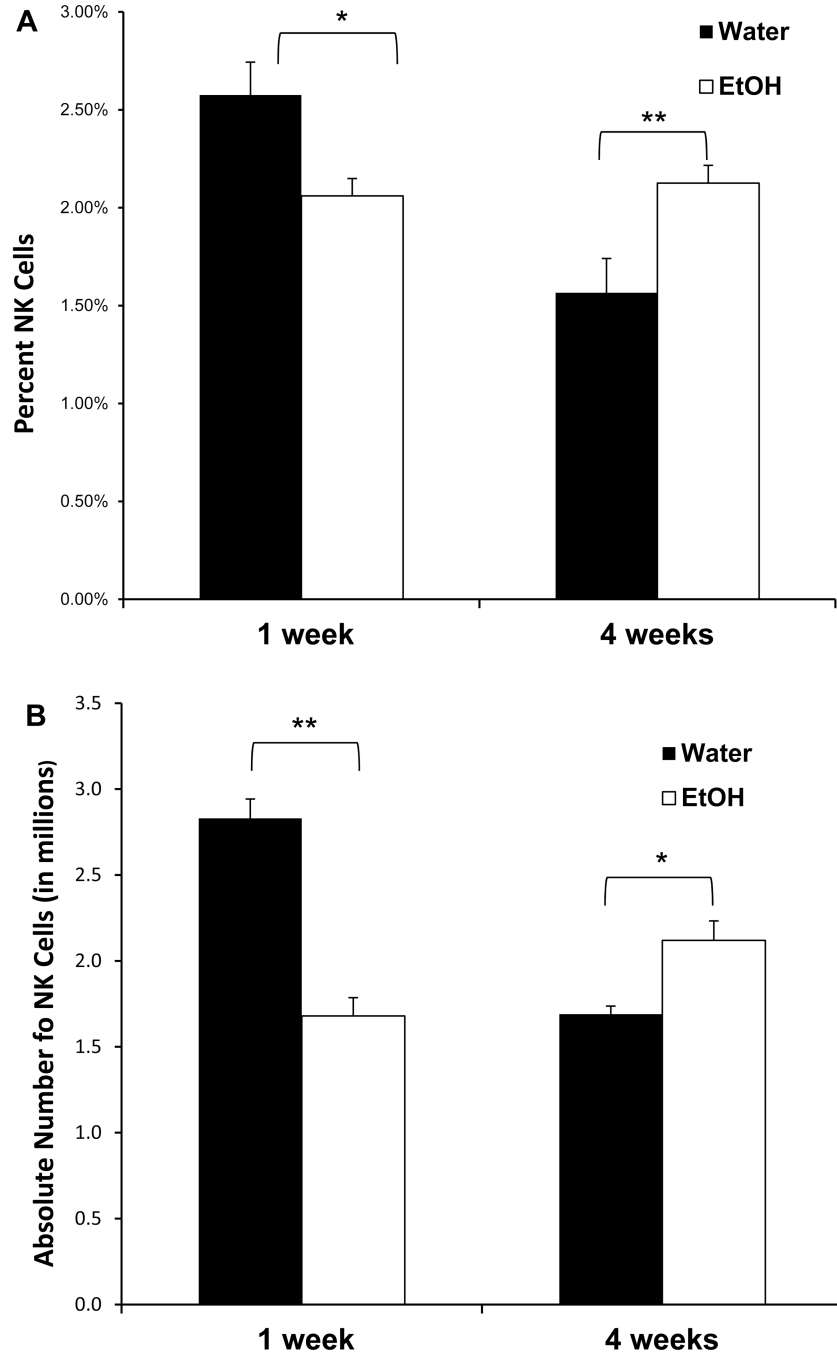 A
3.00%
*
Water
2.50%
EtOH
**
2.00%
Percent NK Cells
1.50%
1.00%
0.50%
0.00%
1 week
4 weeks
B
3.5
**
Water
3.0
EtOH
*
2.5
Absolute Number fo NK Cells (in millions)
2.0
1.5
1.0
0.5
0.0
1 week
4 weeks